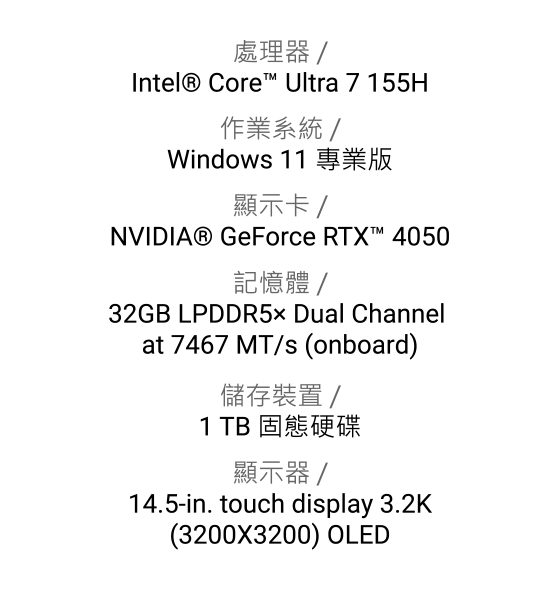 處理器 /
Intel® Core™ Ultra 7 155H
作業系統 /
Windows 11 專業版
顯示卡 /
NVIDIA® GeForce RTX™ 4050
記憶體 /
32GB LPDDR5× Dual Channel
at 7467 MT/s (onboard)
儲存裝置 /
1 TB 固態硬碟
顯示器 /
14.5-in. touch display 3.2K
(3200X3200) OLED